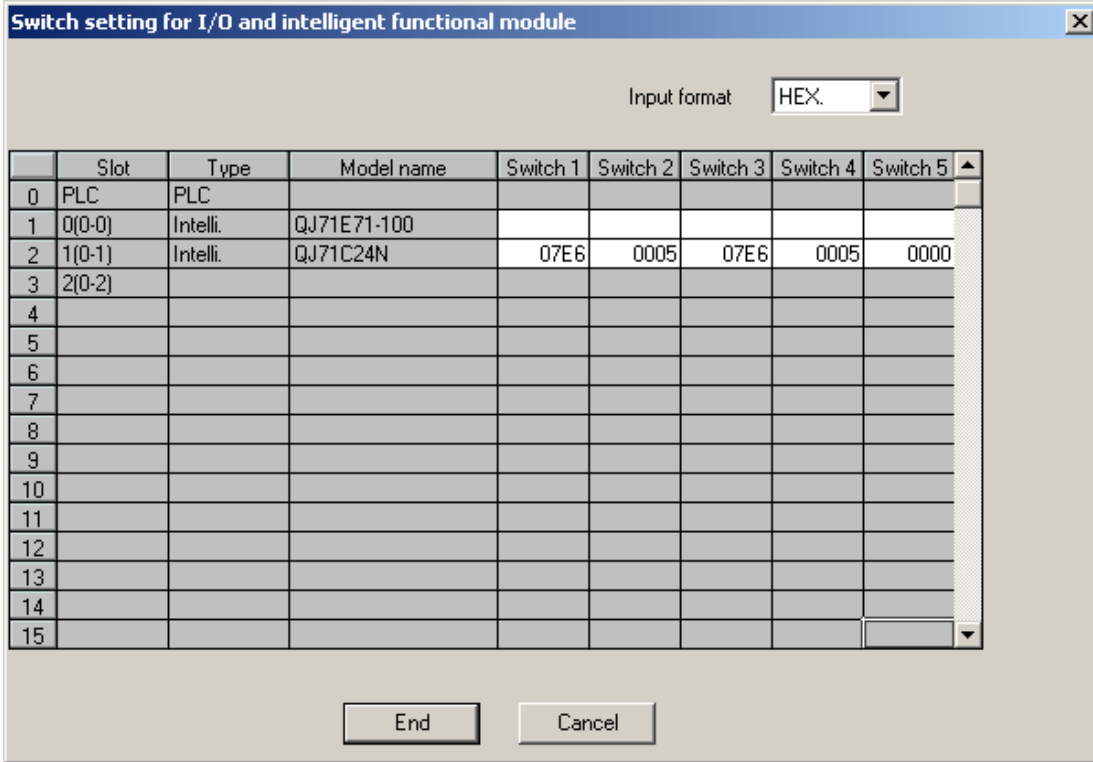 Switch setting for I/O and intelligent functional module
Input format HEX.
Slot Type Model name Switch 1 Switch 2 Switch 3 Switch 4 Switch 5
0 PLC PLC
1 0(0-0) Intelli. QJ71E71-100
2 1(0-1) Intelli. QJ71C24N 07E6 0005 07E6 0005 0000
3 2(0-2)
4
5
6
7
8
9
10
11
12
13
14
15
End Cancel